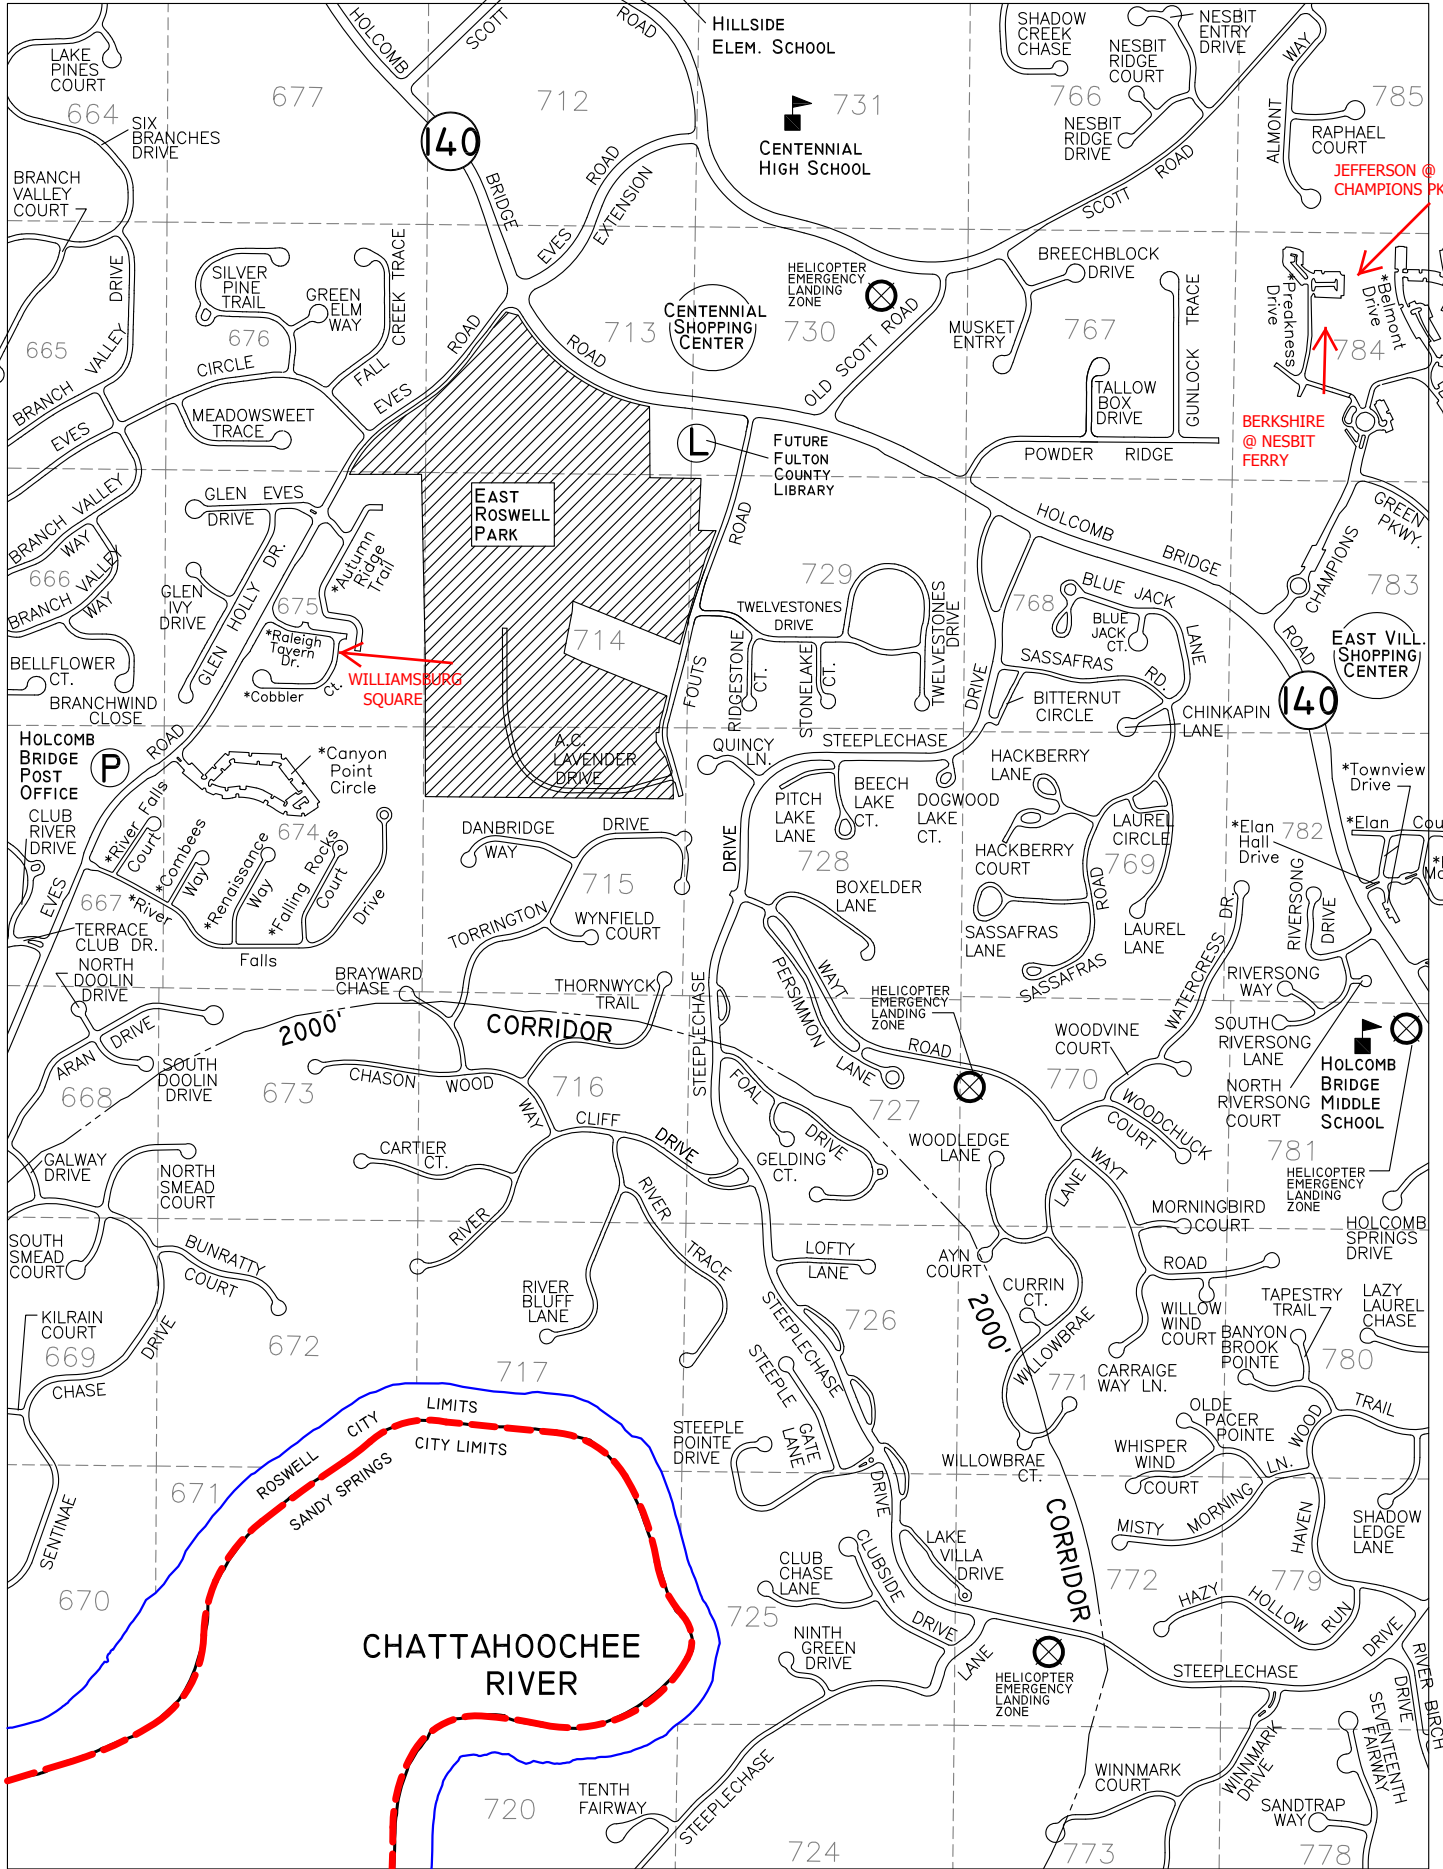 HOLCOMB
SCOTT
ROAD
HILLSIDE
ELEM. SCHOOL
SHADOW
CREEK
CHASE
NESBIT
ENTRY
DRIVE
NESBIT
RIDGE
COURT
WAY
LAKE
PINES
COURT
664
677
712
731
766
785
SIX
BRANCHES
DRIVE
140
CENTENNIAL
HIGH SCHOOL
NESBIT
RIDGE
DRIVE
ALMONT
RAPHAEL
COURT
JEFFERSON @
CHAMPIONS PK
BRANCH
VALLEY
COURT
BRIDGE
ROAD
EVES
EXTENSION
SCOTT
ROAD
DRIVE
SILVER
PINE
TRAIL
GREEN
ELM
WAY
CREEK TRACE
HELICOPTER
EMERGENCY
LANDING
ZONE
BREECHBLOCK
DRIVE
*Preakness
Drive
*Belmont
Drive
665
676
713
CENTENNIAL
SHOPPING
CENTER
730
767
784
MUSKET
ENTRY
GUNLOCK TRACE
BRANCH VALLEY
CIRCLE
FALL
EVES
ROAD
ROAD
OLD SCOTT ROAD
TALLOW
BOX
DRIVE
BERKSHIRE
@ NESBIT
FERRY
EVES
MEADOWSWEET
TRACE
L
FUTURE
FULTON
COUNTY
LIBRARY
POWDER RIDGE
BRANCH VALLEY
WAY
GLEN EVES
DRIVE
EAST
ROSWELL
PARK
ROAD
HOLCOMB
BRIDGE
ROAD
GREEN
PKWY.
CHAMPIONS
666
BRANCH VALLEY
WAY
GLEN
IVY
DRIVE
GLEN HOLLY DR.
*Autumn
Ridge
Trail
675
*Raleigh
Tavern
Dr.
*Cobbler Ct.
WILLIAMSBURG
SQUARE
714
729
768
783
TWELVESTONES
DRIVE
TWELVESTONES
DRIVE
BLUE JACK
LANE
BLUE
JACK
CT.
EAST VILL.
SHOPPING
CENTER
BELLFLOWER
CT.
BRANCHWIND
CLOSE
FOUTS
RIDGESTONE
CT.
STONELAKE
CT.
DRIVE
SASSAFRAS
RD.
BITTERNUT
CIRCLE
CHINKAPIN
LANE
140
HOLCOMB
BRIDGE
POST
OFFICE
P
ROAD
*Canyon
Point
Circle
A.C.
LAVENDER
DRIVE
QUINCY
LN.
STEEPLECHASE
HACKBERRY
LANE
*Townview
Drive
CLUB
RIVER
DRIVE
*River Falls
Court
*Combees
Way
674
*Renaissance
Way
*Falling Rocks
Court
Drive
DANBRIDGE
WAY
DRIVE
DRIVE
PITCH
LAKE
LANE
BEECH
LAKE
CT.
DOGWOOD
LAKE
CT.
LAUREL
CIRCLE
*Elan
Hall
Drive
782
*Elan Cou
667
EVES
*River
Falls
TERRACE
CLUB DR.
715
728
769
HACKBERRY
COURT
BOXELDER
LANE
SASSAFRAS
LANE
ROAD
LAUREL
LANE
WATERCRESS DR.
RIVERSONG
DRIVE
NORTH
DOOLIN
DRIVE
TORRINGTON
WYNFIELD
COURT
BRAYWARD
CHASE
THORNWYCK
TRAIL
STEEPLECHASE
WAYT
PERSIMMON
LANE
HELICOPTER
EMERGENCY
LANDING
ZONE
SASSAFRAS
RIVERSONG
WAY
ARAN DRIVE
2000'
CORRIDOR
ROAD
WOODVINE
COURT
SOUTH
RIVERSONG
LANE
HOLCOMB
BRIDGE
MIDDLE
SCHOOL
SOUTH
DOOLIN
DRIVE
668
673
CHASON WOOD
WAY
716
FOAL
DRIVE
727
770
NORTH
RIVERSONG
COURT
781
CLIFF
DRIVE
WOODCHUCK
COURT
GALWAY
DRIVE
NORTH
SMEAD
COURT
CARTIER
CT.
GELDING
CT.
WOODLEDGE
LANE
WAYT
LANE
HELICOPTER
EMERGENCY
LANDING
ZONE
MORNINGBIRD
COURT
HOLCOMB
SPRINGS
DRIVE
SOUTH
SMEAD
COURT
BUNRATTY
COURT
RIVER
RIVER
TRACE
LOFTY
LANE
AYN
COURT
CURRIN
CT.
ROAD
KILRAIN
COURT
RIVER
BLUFF
LANE
STEEPLECHASE
726
2000'
WILLOWBRAE
WILLOW
WIND
COURT
TAPESTRY
TRAIL
LAZY
LAUREL
CHASE
669
672
DRIVE
CHASE
717
STEEPLE
GATE
LANE
771
CARRAIGE
WAY LN.
BANYON
BROOK
POINTE
780
ROSWELL CITY LIMITS
SANDY SPRINGS CITY LIMITS
STEEPLE
POINTE
DRIVE
WILLOWBRAE
CT.
OLDE
PACER
POINTE
WOOD
TRAIL
WHISPER
WIND
COURT
LN.
671
SENTINAE
DRIVE
CORRIDOR
MISTY
MORNING
HAVEN
SHADOW
LEDGE
LANE
670
CLUB
CHASE
LANE
CLUBSIDE
DRIVE
LAKE
VILLA
DRIVE
772
779
HAZY
HOLLOW
RUN
DRIVE
725
CHATTAHOOCHEE
RIVER
NINTH
GREEN
DRIVE
LANE
HELICOPTER
EMERGENCY
LANDING
ZONE
STEEPLECHASE
RIVER BIRCH
DRIVE
SEVENTEENTH
FAIRWAY
720
TENTH
FAIRWAY
STEEPLECHASE
724
WINNMARK
COURT
WINNMARK
DRIVE
773
SANDTRAP
WAY
778